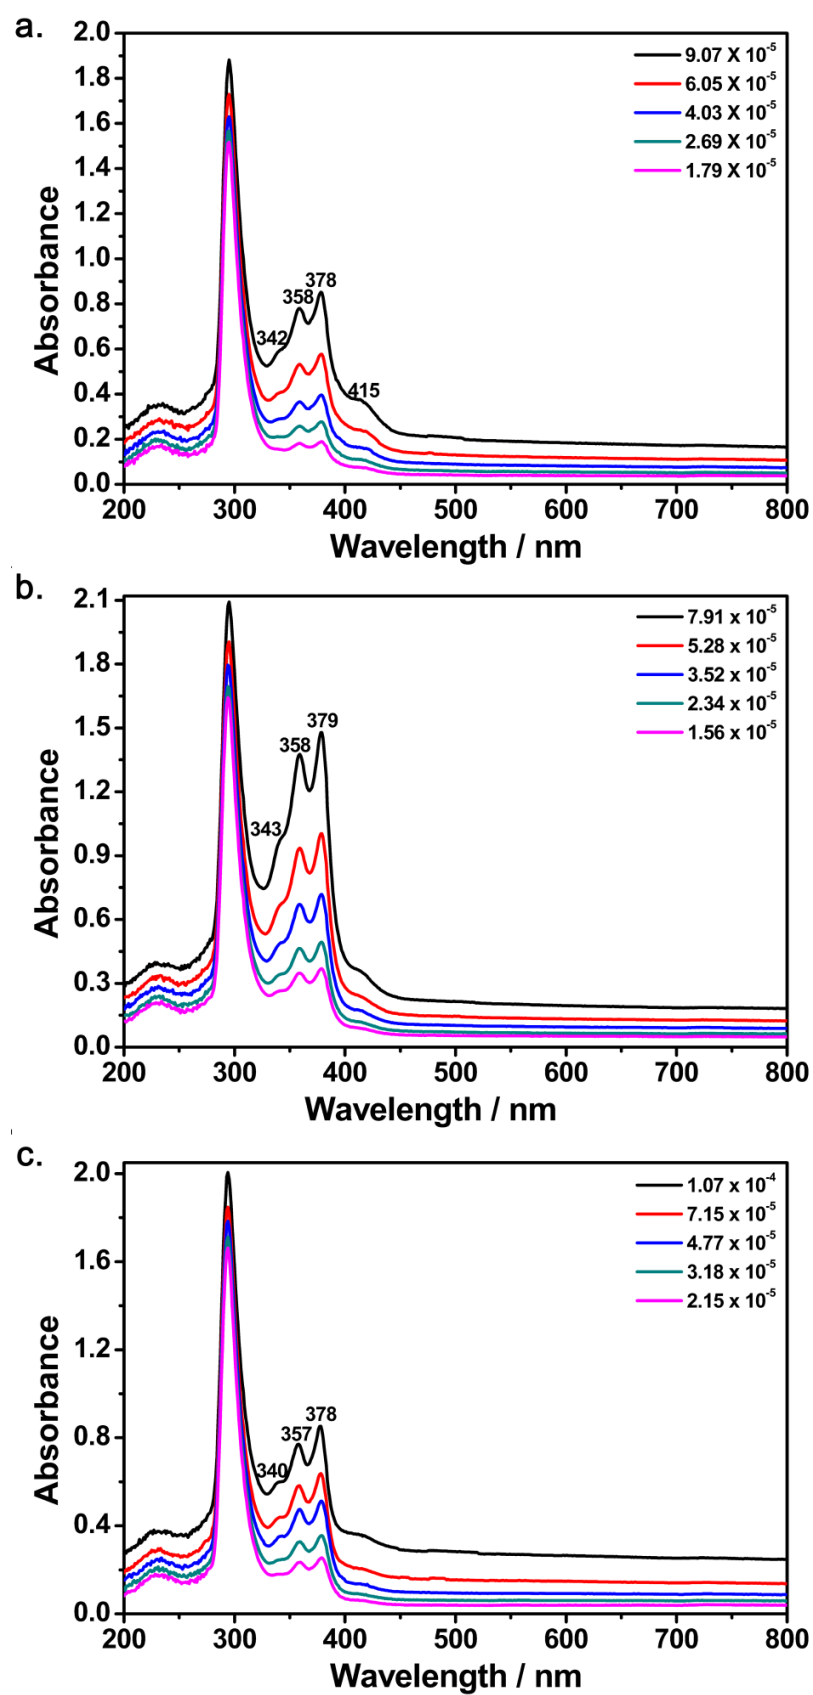 a.
2.0
1.8
1.6
1.4
1.2
1.0
0.8
0.6
0.4
0.2
0.0
Absorbance
9.07 X 10-5
6.05 X 10-5
4.03 X 10-5
2.69 X 10-5
1.79 X 10-5
342
358
378
415
200 300 400 500 600 700 800
Wavelength / nm
b.
2.1
1.8
1.5
1.2
0.9
0.6
0.3
0.0
Absorbance
7.91 x 10-5
5.28 x 10-5
3.52 x 10-5
2.34 x 10-5
1.56 x 10-5
343
358
379
200 300 400 500 600 700 800
Wavelength / nm
c.
2.0
1.6
1.2
0.8
0.4
0.0
Absorbance
1.07 x 10-4
7.15 x 10-5
4.77 x 10-5
3.18 x 10-5
2.15 x 10-5
340
357
378
200 300 400 500 600 700 800
Wavelength / nm